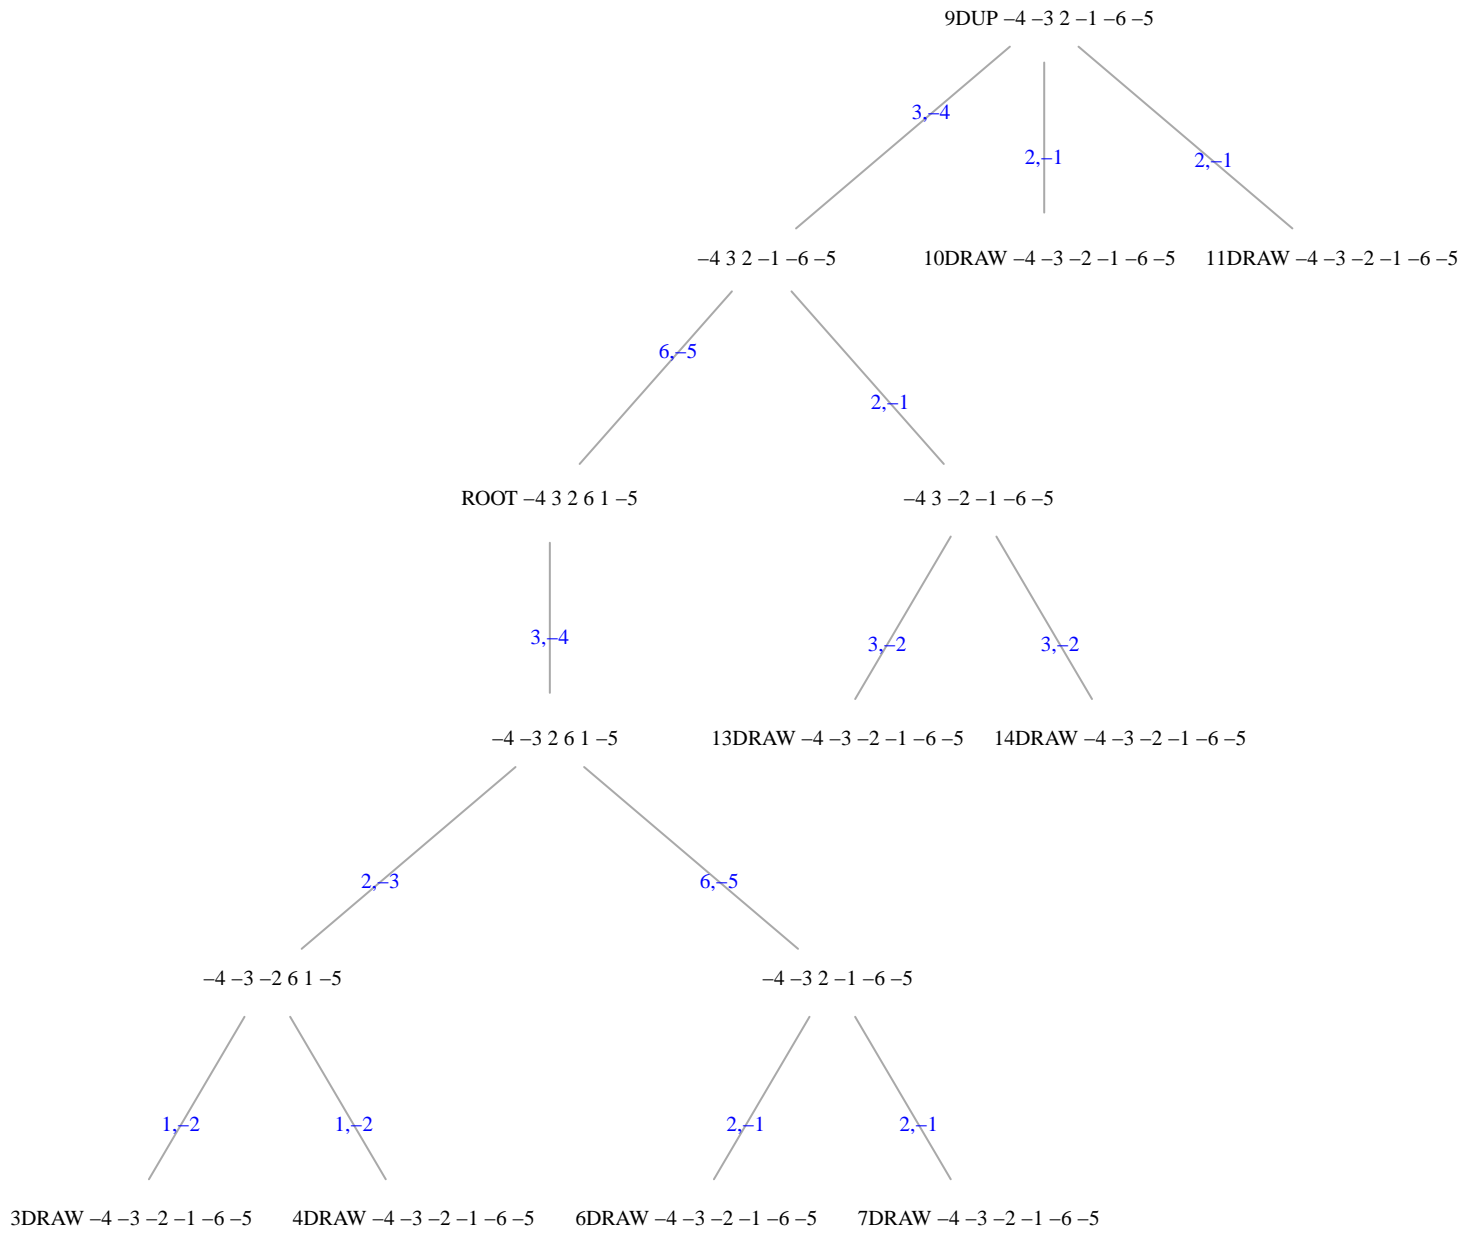 9DUP –4 –3 2 –1 –6 –5
3,–4
2,–1
2,–1
–4 3 2 –1 –6 –5
10DRAW –4 –3 –2 –1 –6 –5
11DRAW –4 –3 –2 –1 –6 –5
6,–5
2,–1
ROOT –4 3 2 6 1 –5
–4 3 –2 –1 –6 –5
3,–4
3,–2
3,–2
–4 –3 2 6 1 –5
13DRAW –4 –3 –2 –1 –6 –5
14DRAW –4 –3 –2 –1 –6 –5
2,–3
6,–5
–4 –3 –2 6 1 –5
–4 –3 2 –1 –6 –5
1,–2
1,–2
2,–1
2,–1
3DRAW –4 –3 –2 –1 –6 –5
4DRAW –4 –3 –2 –1 –6 –5
6DRAW –4 –3 –2 –1 –6 –5
7DRAW –4 –3 –2 –1 –6 –5